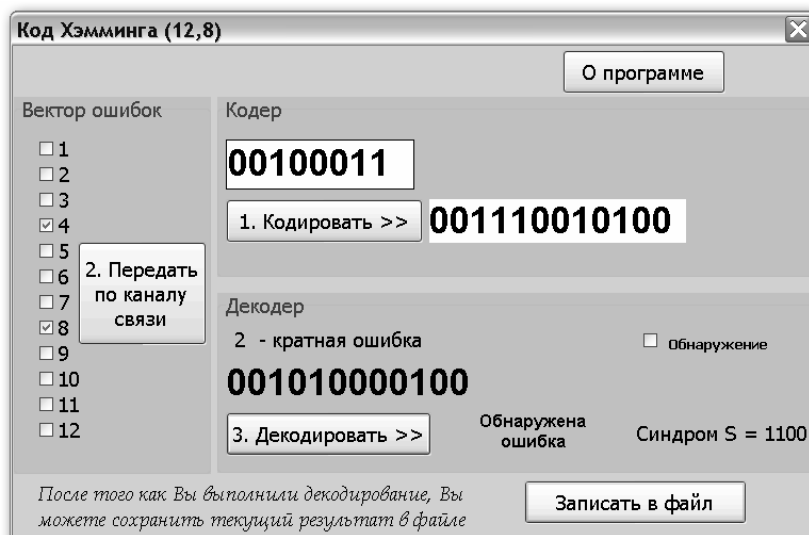 Код Хэмминга (12,8)
О программе
Вектор ошибок
1
2
3
4
5
6
7
8
9
10
11
12
2. Передать
по каналу
связи
Кодер
00100011
1. Кодировать >>
001110010100
Декодер
2 - кратная ошибка
Обнаружение
001010000100
3. Декодировать >>
Обнаружена
ошибка
Синдром S = 1100
После того как Вы выполнили декодирование, Вы
можете сохранить текущий результат в файле
Записать в файл